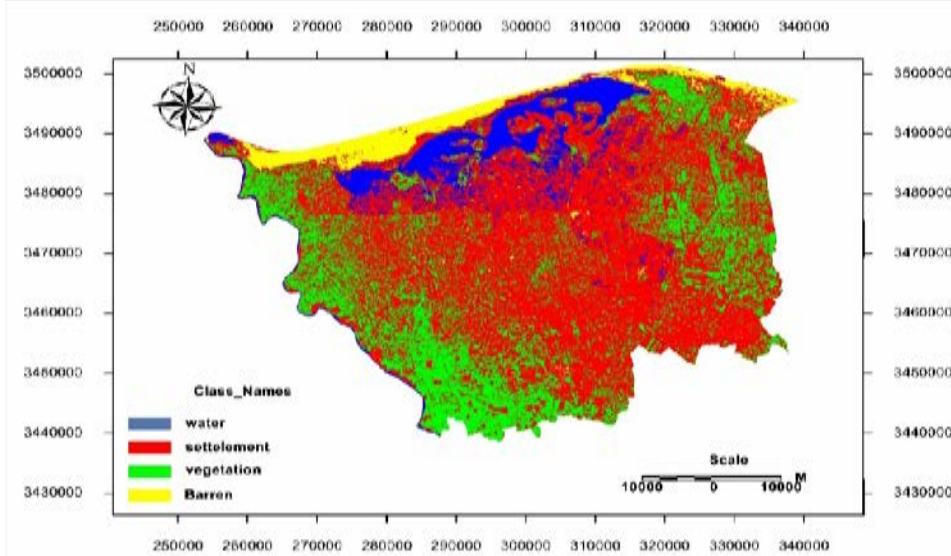 250000 260000 270000 280000 290000 300000 310000 320000 330000 340000
N
3500000 3500000
3490000 3490000
3480000 3480000
3470000 3470000
3460000 3460000
3450000 3450000
3440000 3440000
3430000 3430000
Class_Names
water
settelement
vegetation
Barren
Scale
10000 0 10000 M
250000 260000 270000 280000 290000 300000 310000 320000 330000 340000